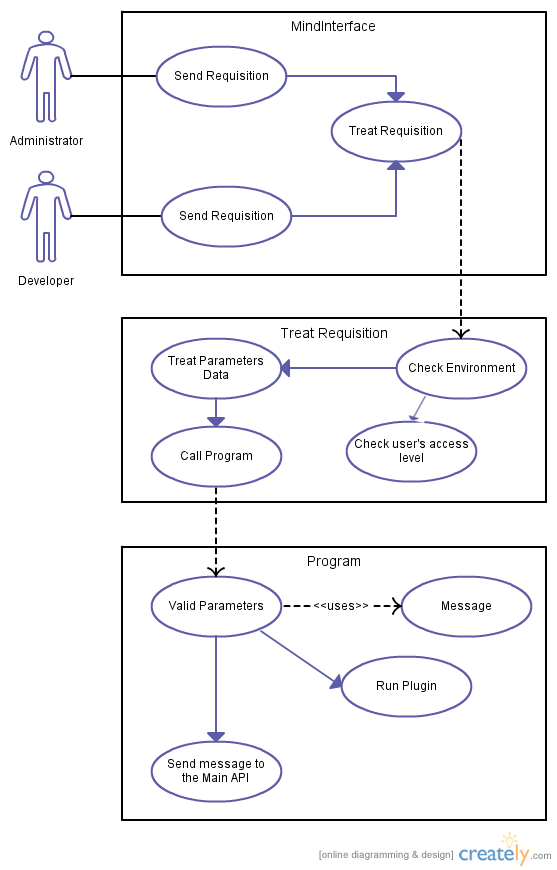 MindInterface
Send Requisition
Treat Requisition
Administrator
Send Requisition
Developer
Treat Requisition
Treat Parameters
Data
Check Environment
Call Program
Check user's access
level
Program
Valid Parameters
<<uses>>
Message
Run Plugin
Send message to
the Main API
[online diagramming & design] creately.com